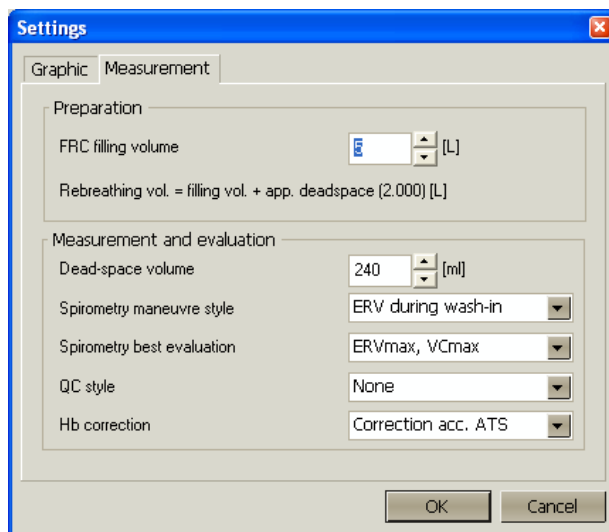 Settings
Graphic Measurement
Preparation
FRC filling volume 5 [L]
Rebreathing vol. = filling vol. + app. deadspace (2.000) [L]
Measurement and evaluation
Dead-space volume 240 [ml]
Spirometry maneuvre style ERV during wash-in
Spirometry best evaluation ERVmax, VCmax
QC style None
Hb correction Correction acc. ATS
OK Cancel